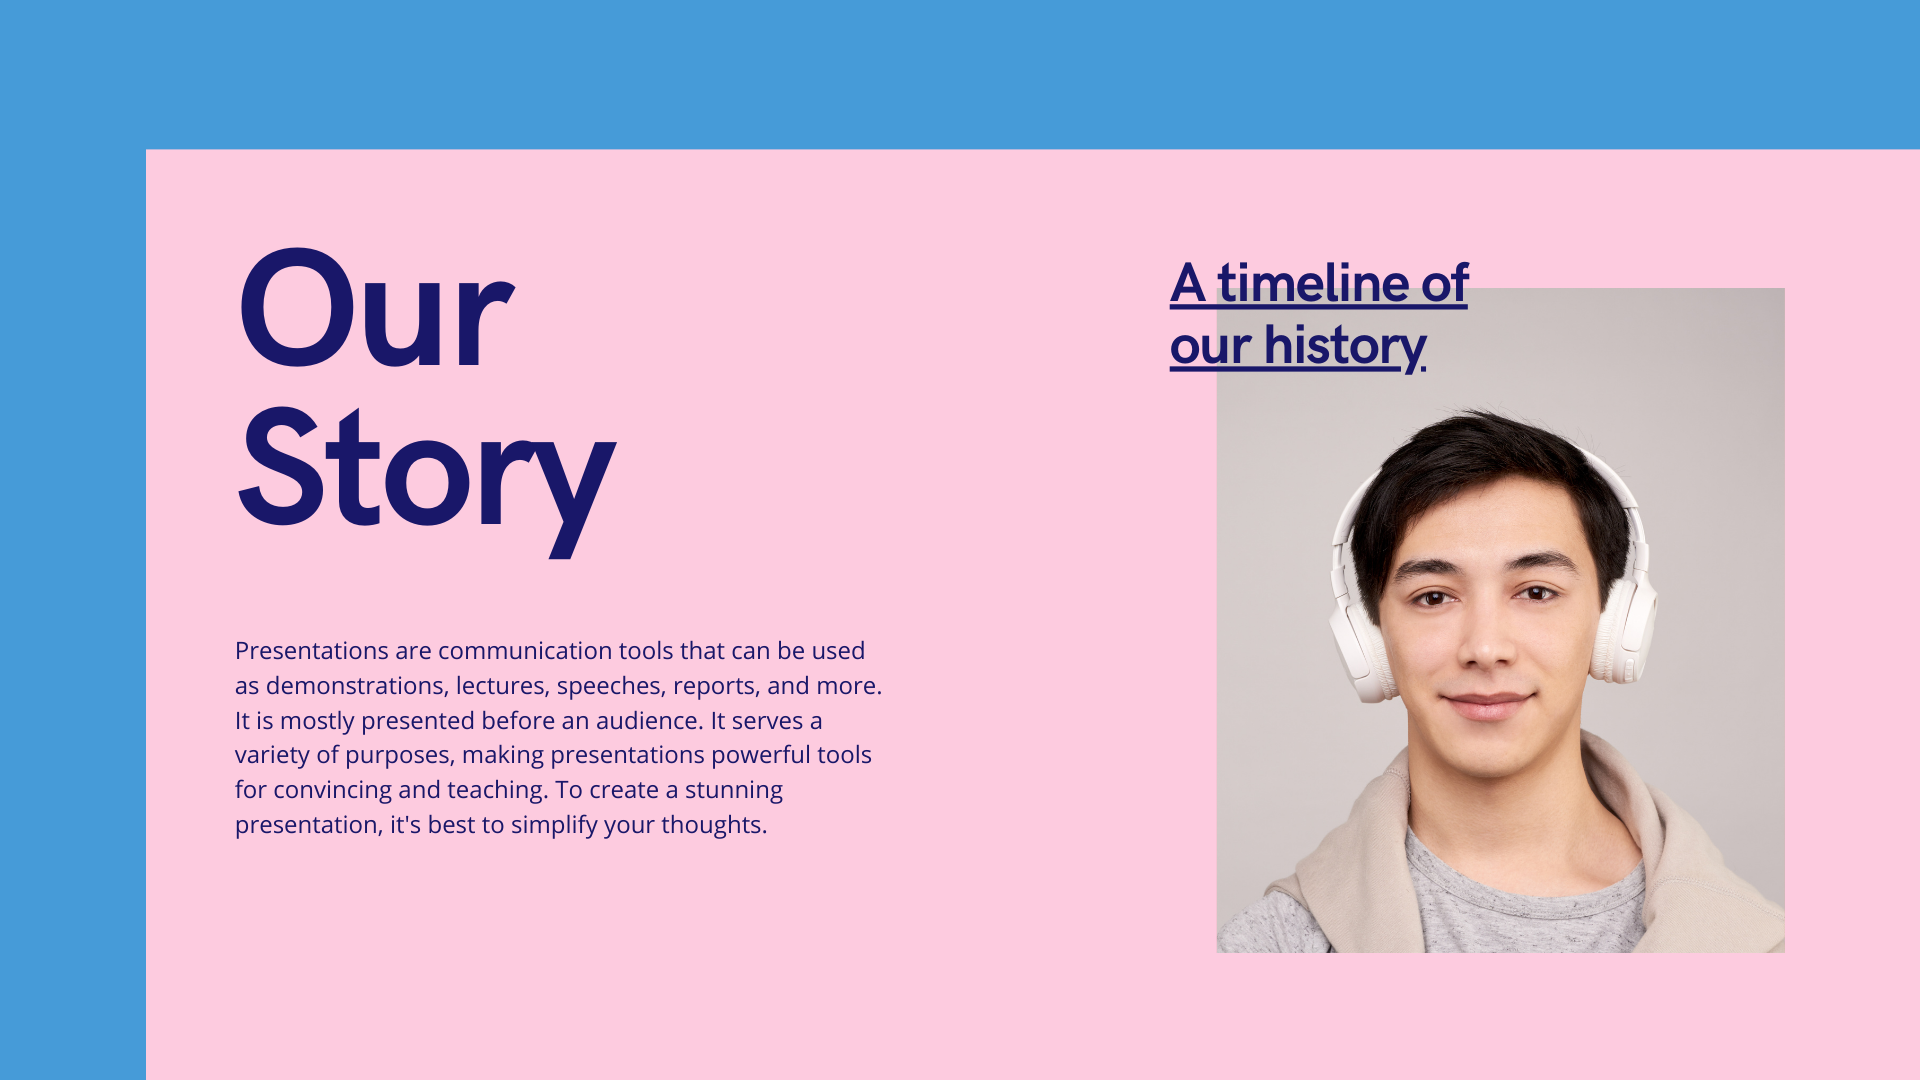 Our
Story
Presentations are communication tools that can be used
as demonstrations, lectures, speeches, reports, and more.
It is mostly presented before an audience. It serves a
variety of purposes, making presentations powerful tools
for convincing and teaching. To create a stunning
presentation, it's best to simplify your thoughts.
A timeline of
our history